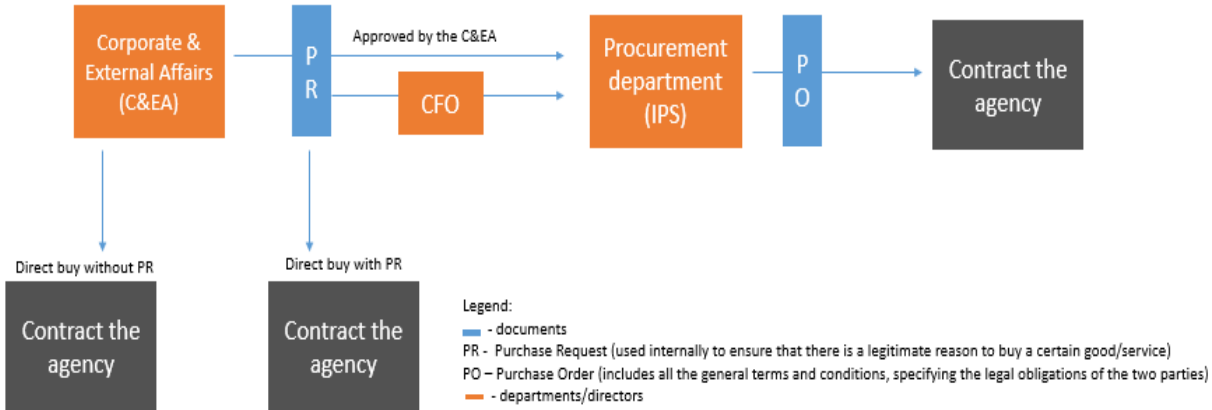 Corporate &
External Affairs
(C&EA)
P
R
Approved by the C&EA
CFO
Procurement
department
(IPS)
P
O
Contract the
agency
Direct buy without PR
Contract the
agency
Direct buy with PR
Contract the
agency
Legend:
- documents
PR - Purchase Request (used internally to ensure that there is a legitimate reason to buy a certain good/service)
PO – Purchase Order (includes all the general terms and conditions, specifying the legal obligations of the two parties)
- departments/directors